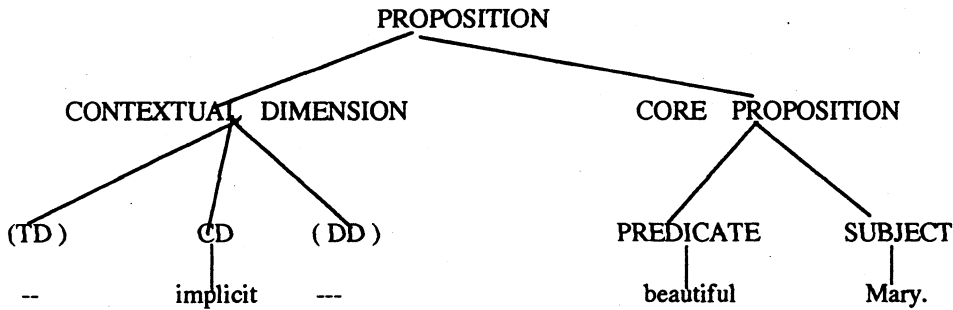 PROPOSITION
CONTEXTUAL DIMENSION CORE PROPOSITION
(TD) CD (DD) PREDICATE SUBJECT
-- implicit --- beautiful Mary.